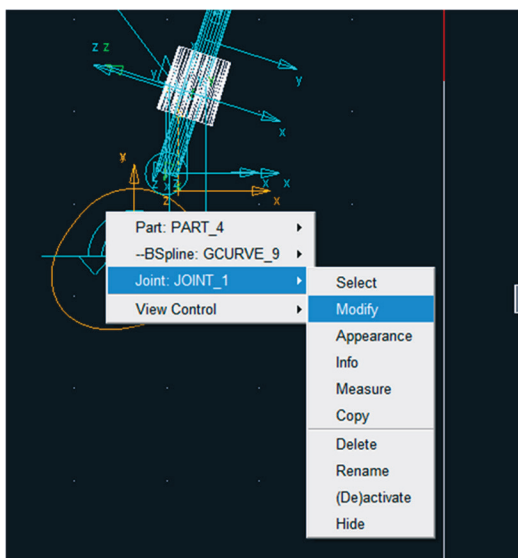 z z
y
y
x
y
z x z x x
z x
Part: PART_4
--BSpline: GCURVE_9
Joint: JOINT_1
View Control
Select
Modify
Appearance
Info
Measure
Copy
Delete
Rename
(De)activate
Hide